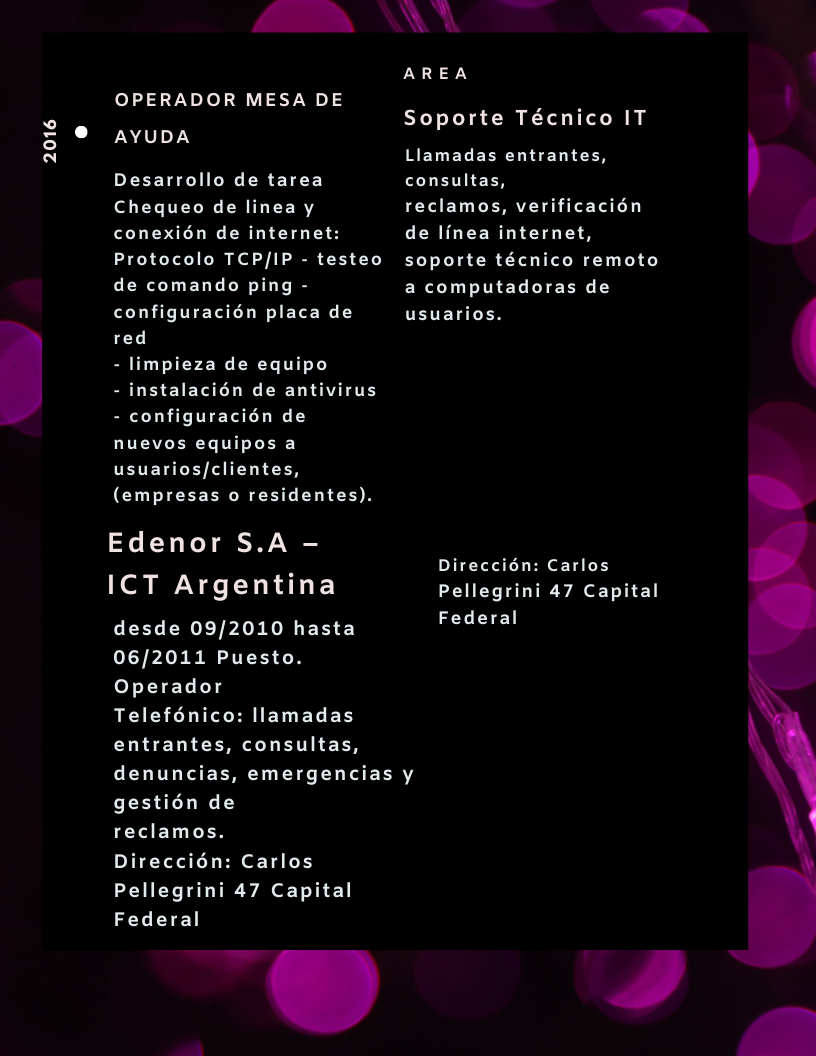 2016
OPERADOR MESA DE
AYUDA
Desarrollo de tarea
Chequeo de linea y
conexión de internet:
Protocolo TCP/IP - testeo
de comando ping -
configuración placa de
red
- limpieza de equipo
- instalación de antivirus
- configuración de
nuevos equipos a
usuarios/clientes,
(empresas o residentes).
AREA
Soporte Técnico IT
Llamadas entrantes,
consultas,
reclamos, verificación
de línea internet,
soporte técnico remoto
a computadoras de
usuarios.
Edenor S.A –
ICT Argentina
desde 09/2010 hasta
06/2011 Puesto.
Operador
Telefónico: llamadas
entrantes, consultas,
denuncias, emergencias y
gestión de
reclamos.
Dirección: Carlos
Pellegrini 47 Capital
Federal
Dirección: Carlos
Pellegrini 47 Capital
Federal